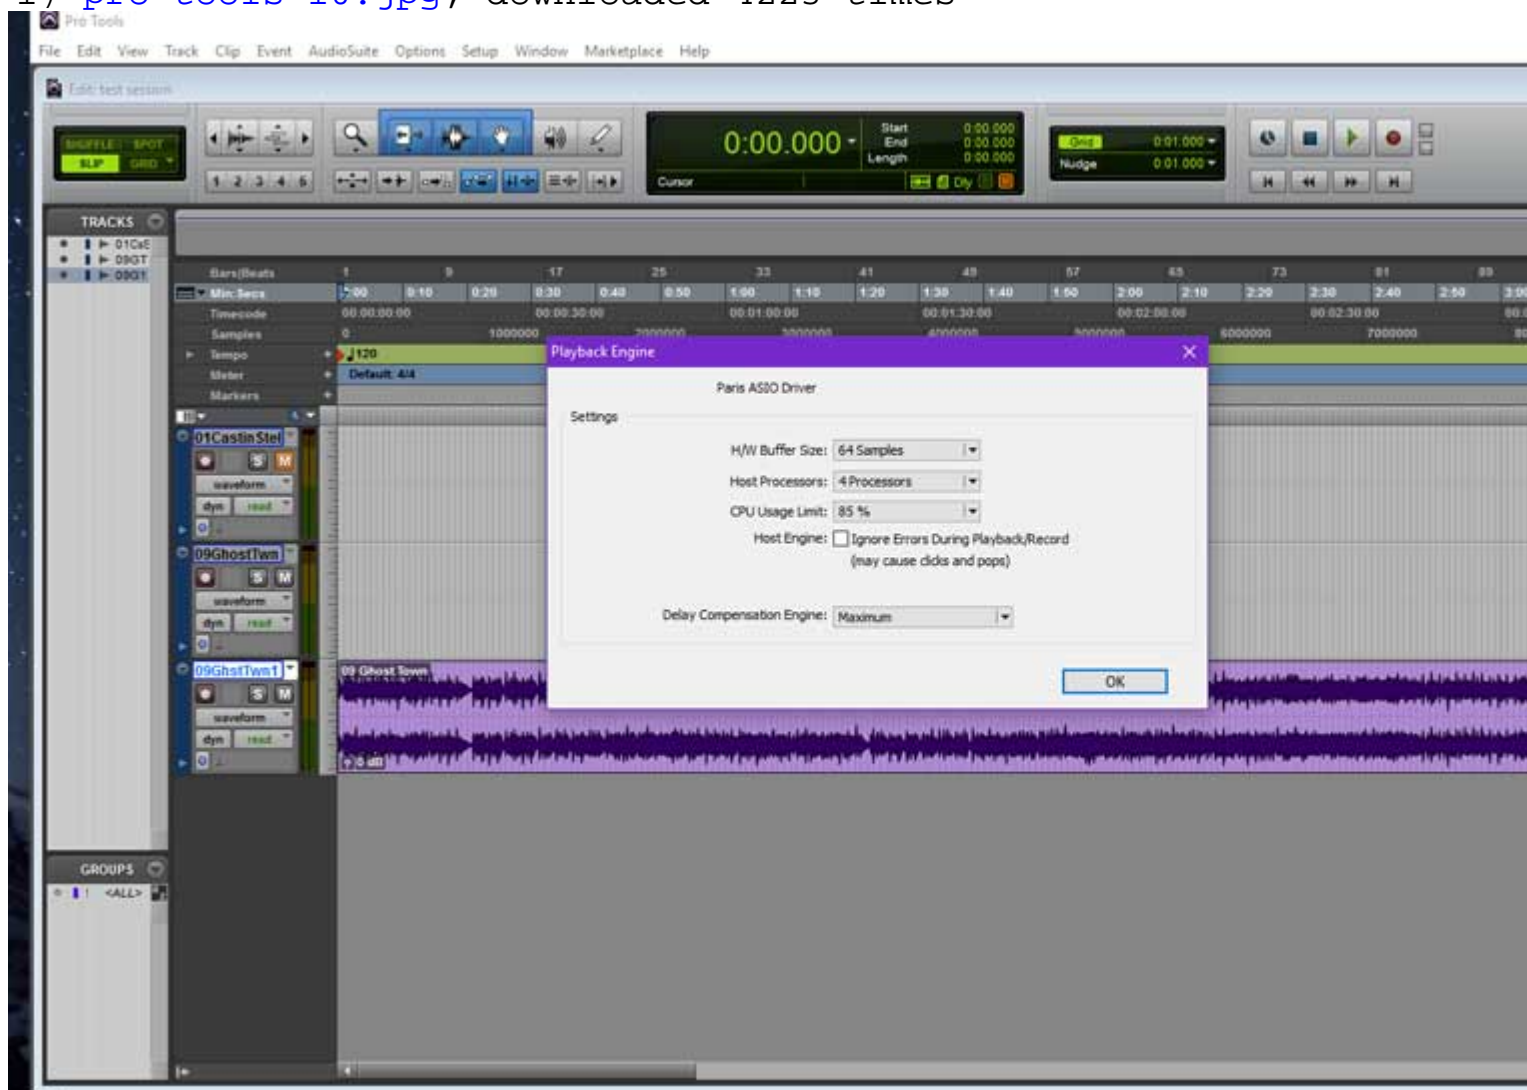 1) pro tools 10.jpg, downloaded 4223 times
Pro Tools
File Edit View Track Clip Event AudioSuite Options Setup Window Marketplace Help
Edit: test session
SHUFFLE SPOT
SLIP GRID
1 2 3 4 5
0:00.000
Start 0:00.000
End 0:00.000
Length 0:00.000
Cursor
Dly
Grid 0:01.000
Nudge 0:01.000
TRACKS
01CsS
09GT
09G1
Bars|Beats 1 9 17 25 33 41 49 57 65 73 81 89
Min:Secs 0:00 0:10 0:20 0:30 0:40 0:50 1:00 1:10 1:20 1:30 1:40 1:50 2:00 2:10 2:20 2:30 2:40 2:50 3:00
Timecode 00:00:00:00 00:00:30:00 00:01:00:00 00:01:30:00 00:02:00:00 00:02:30:00
Samples 0 1000000 2000000 3000000 4000000 5000000 6000000 7000000
Tempo 120
Meter Default: 4/4
Markers
01CastinStel
S M
waveform
dyn read
09GhostTwn
S M
waveform
dyn read
09GhstTwn1
S M
waveform
dyn read
09 Ghost Town
0 dB
Playback Engine
Paris ASIO Driver
Settings
H/W Buffer Size: 64 Samples
Host Processors: 4 Processors
CPU Usage Limit: 85 %
Host Engine: Ignore Errors During Playback/Record
(may cause clicks and pops)
Delay Compensation Engine: Maximum
OK
GROUPS
! <ALL>